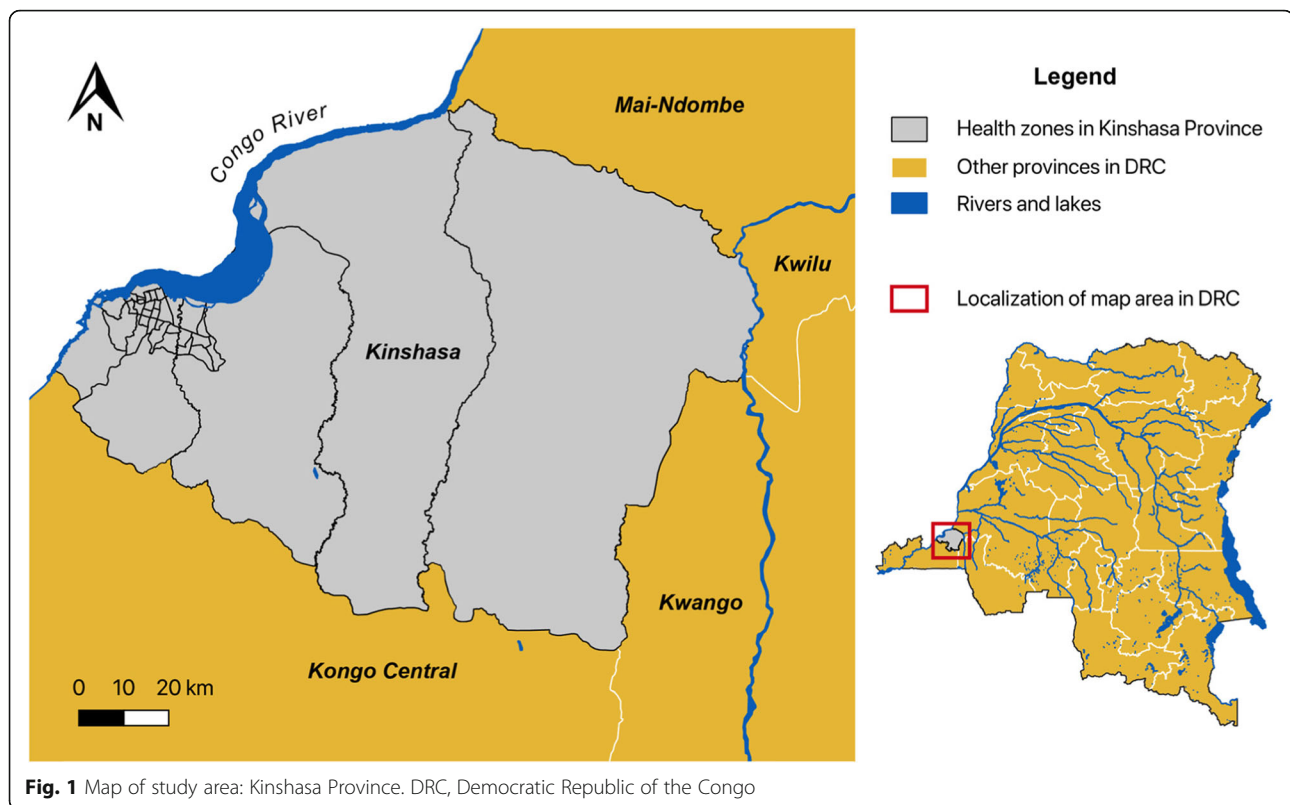 N
Congo River
Mai-Ndombe
Kwilu
Kinshasa
Kwango
Kongo Central
0 10 20 km
Legend
Health zones in Kinshasa Province
Other provinces in DRC
Rivers and lakes
Localization of map area in DRC
Fig. 1 Map of study area: Kinshasa Province. DRC, Democratic Republic of the Congo